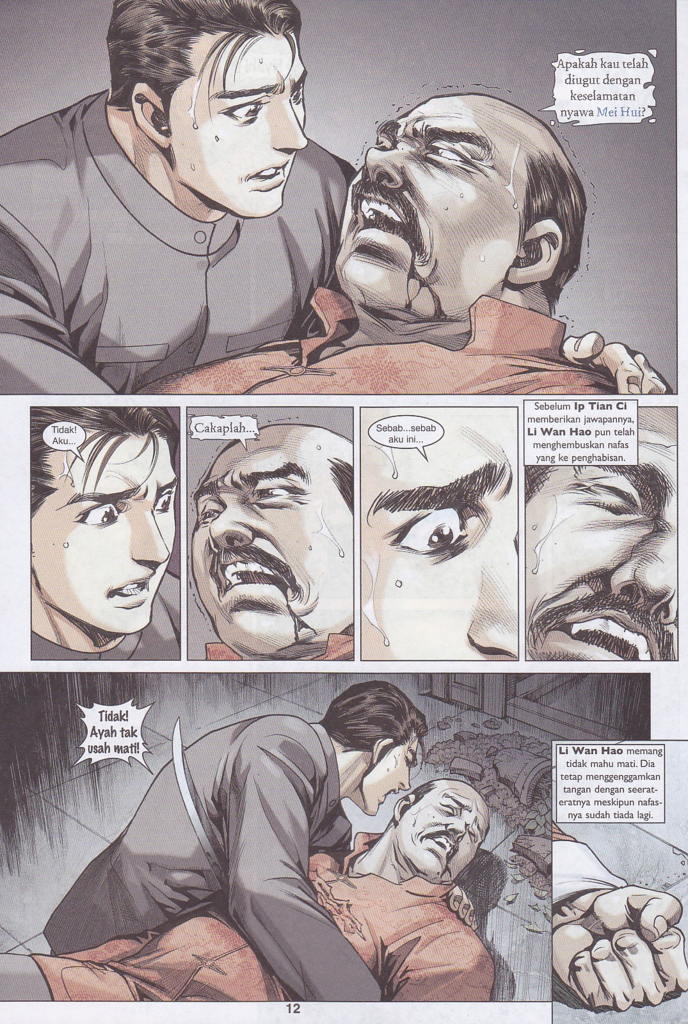 Apakah kau telah
diugut dengan
keselamatan
nyawa Mei Hui?
Tidak!
Aku...
Cakaplah...
Sebab...sebab
aku ini...
Sebelum Ip Tian Ci
memberikan jawapannya,
Li Wan Hao pun telah
menghembuskan nafas
yang ke penghabisan.
Tidak!
Ayah tak
usah mati!
Li Wan Hao memang
tidak mahu mati. Dia
tetap menggenggamkan
tangan dengan seerat-
eratnya meskipun nafas-
nya sudah tiada lagi.
12